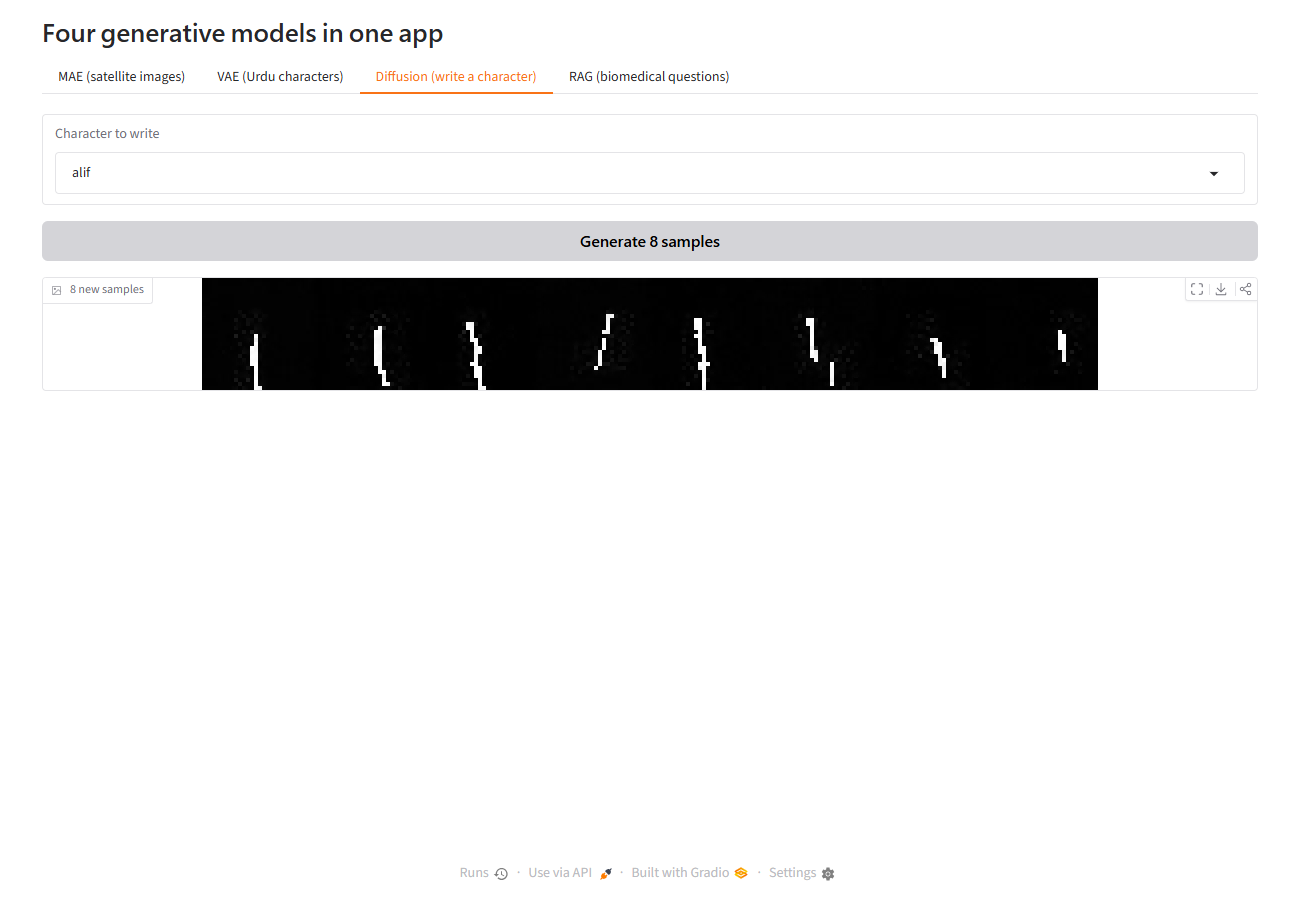 Four generative models in one app
MAE (satellite images) VAE (Urdu characters) Diffusion (write a character) RAG (biomedical questions)
Character to write
alif
Generate 8 samples
8 new samples
Runs · Use via API · Built with Gradio · Settings